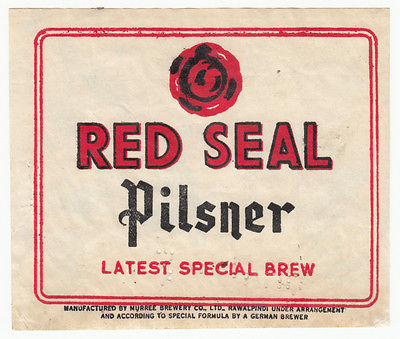 RED SEAL
Pilsner
LATEST SPECIAL BREW
MANUFACTURED BY MURREE BREWERY CO., LTD., RAWALPINDI UNDER ARRANGEMENT
AND ACCORDING TO SPECIAL FORMULA BY A GERMAN BREWER